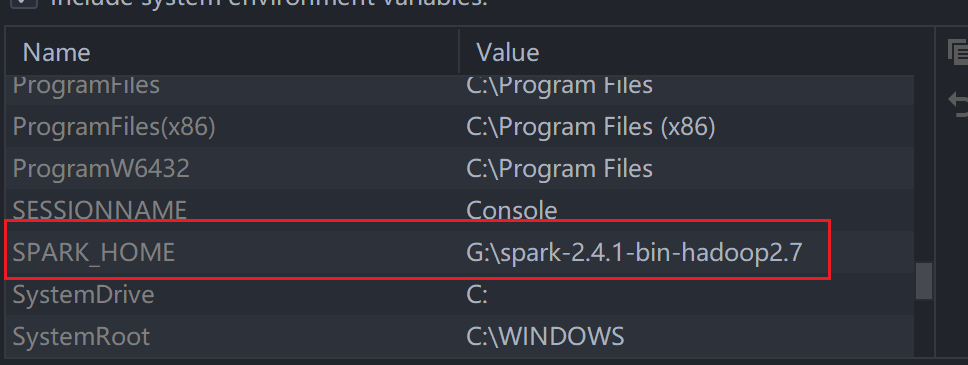 Include system environment variables:
Name Value
ProgramFiles C:\Program Files
ProgramFiles(x86) C:\Program Files (x86)
ProgramW6432 C:\Program Files
SESSIONNAME Console
SPARK_HOME G:\spark-2.4.1-bin-hadoop2.7
SystemDrive C:
SystemRoot C:\WINDOWS